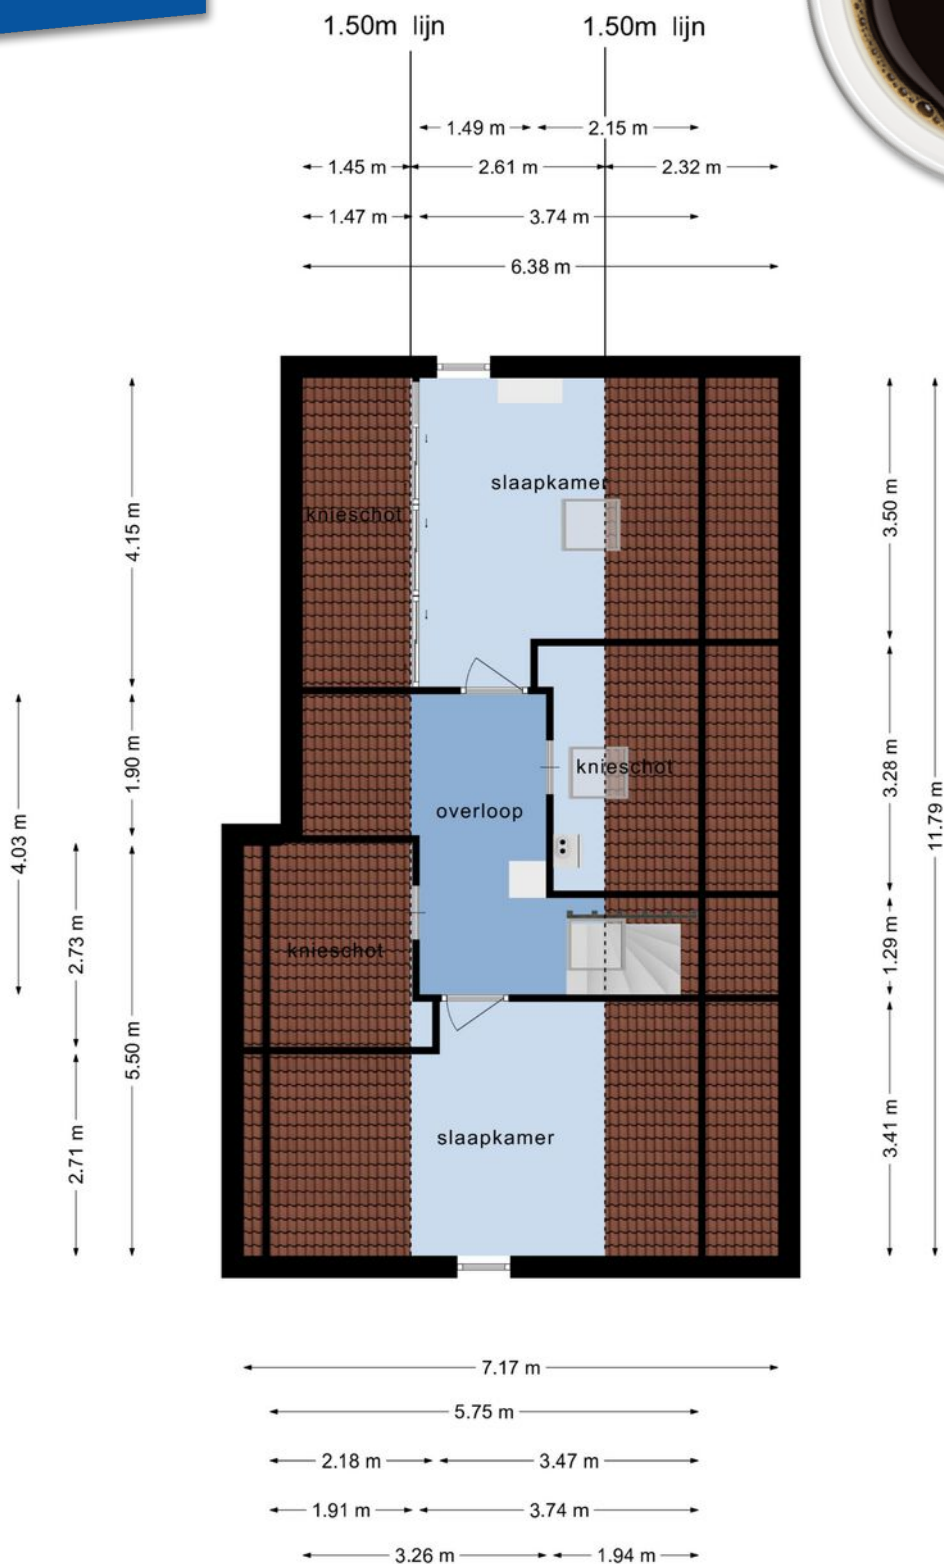 1.50m lijn 1.50m lijn
1.49 m 2.15 m
1.45 m 2.61 m 2.32 m
1.47 m 3.74 m
6.38 m
slaapkamer
knieschot
4.15 m
3.50 m
1.90 m
4.03 m
3.28 m
11.79 m
knieschot
overloop
knieschot
2.73 m
1.29 m
5.50 m
2.71 m
3.41 m
slaapkamer
7.17 m
5.75 m
2.18 m 3.47 m
1.91 m 3.74 m
3.26 m 1.94 m